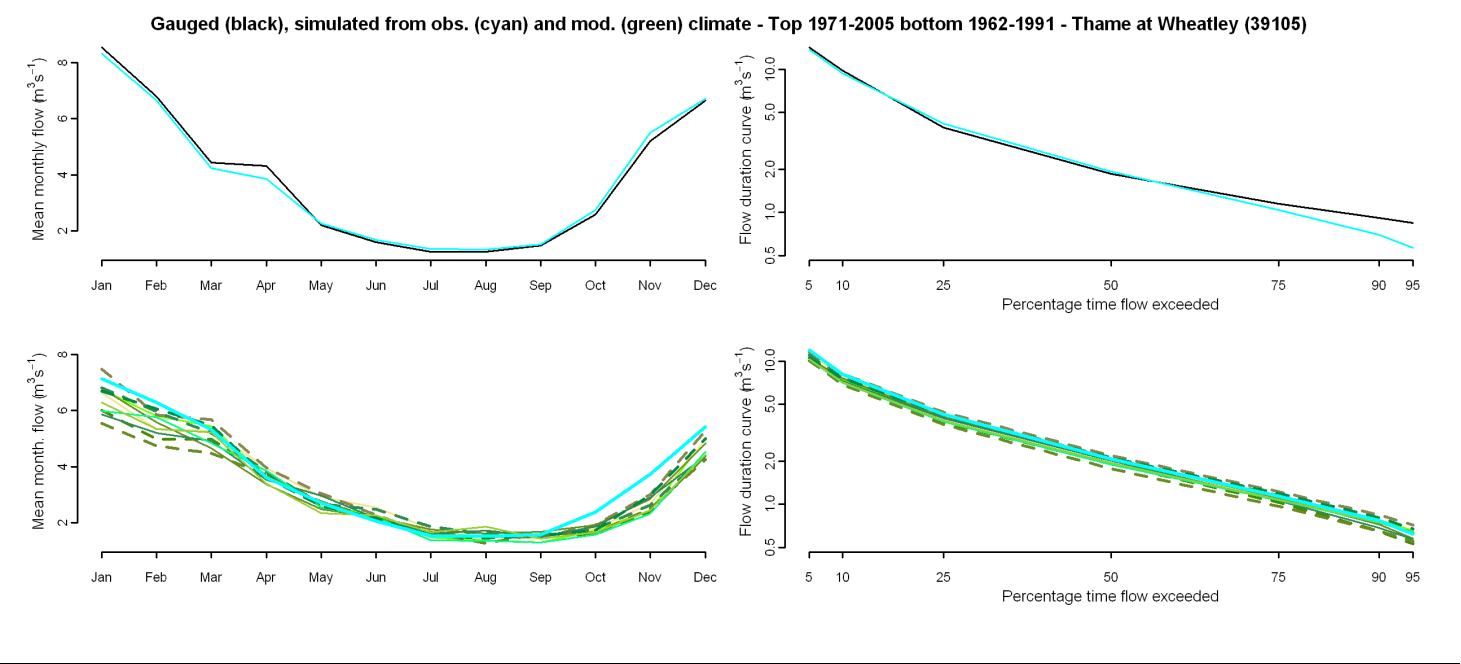 Gauged (black), simulated from obs. (cyan) and mod. (green) climate - Top 1971-2005 bottom 1962-1991 - Thame at Wheatley (39105)
Mean monthly flow (m³s⁻¹)
8
6
4
2
Jan Feb Mar Apr May Jun Jul Aug Sep Oct Nov Dec
Flow duration curve (m³s⁻¹)
10.0
5.0
2.0
1.0
0.5
5 10 25 50 75 90 95
Percentage time flow exceeded
Mean month. flow (m³s⁻¹)
8
6
4
2
Jan Feb Mar Apr May Jun Jul Aug Sep Oct Nov Dec
Flow duration curve (m³s⁻¹)
10.0
5.0
2.0
1.0
0.5
5 10 25 50 75 90 95
Percentage time flow exceeded